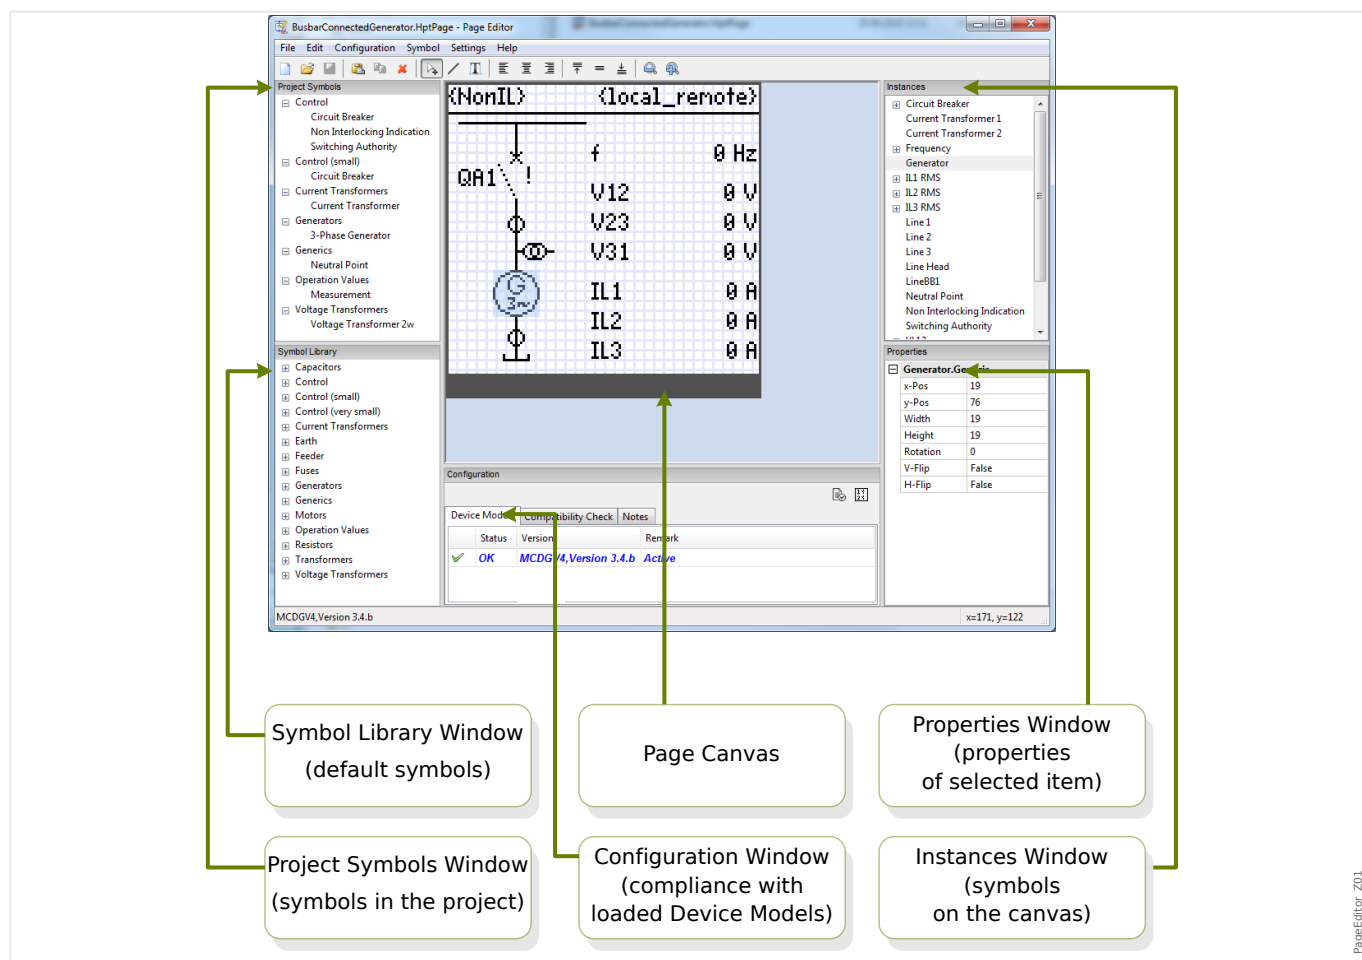 BusbarConnectedGenerator.HptPage - Page Editor
File Edit Configuration Symbol Settings Help
Project Symbols
Control
Circuit Breaker
Non Interlocking Indication
Switching Authority
Control (small)
Circuit Breaker
Current Transformers
Current Transformer
Generators
3-Phase Generator
Generics
Neutral Point
Operation Values
Measurement
Voltage Transformers
Voltage Transformer 2w
Symbol Library
Capacitors
Control
Control (small)
Control (very small)
Current Transformers
Earth
Feeder
Fuses
Generators
Generics
Motors
Operation Values
Resistors
Transformers
Voltage Transformers
{NonIL} {local_remote}
f 0 Hz
QA1 !
V12 0 V
V23 0 V
V31 0 V
G
3~
IL1 0 A
IL2 0 A
IL3 0 A
Configuration
Device Compatibility Check Notes
Status Version Remark
OK MCDGV4,Version 3.4.b Active
Instances
Circuit Breaker
Current Transformer 1
Current Transformer 2
Frequency
Generator
IL1 RMS
IL2 RMS
IL3 RMS
Line 1
Line 2
Line 3
Line Head
LineBB1
Neutral Point
Non Interlocking Indication
Switching Authority
Properties
Generator.Generic
x-Pos 19
y-Pos 76
Width 19
Height 19
Rotation 0
V-Flip False
H-Flip False
MCDGV4,Version 3.4.b x=171, y=122
Symbol Library Window
(default symbols)
Page Canvas
Properties Window
(properties
of selected item)
Project Symbols Window
(symbols in the project)
Configuration Window
(compliance with
loaded Device Models)
Instances Window
(symbols
on the canvas)
PageEditor_Z01